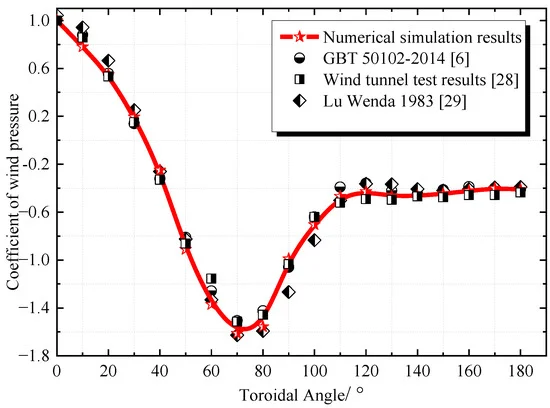 Numerical simulation results
GBT 50102-2014 [6]
Wind tunnel test results [28]
Lu Wenda 1983 [29]
Coefficient of wind pressure
1.0
0.6
0.2
-0.2
-0.6
-1.0
-1.4
-1.8
0 20 40 60 80 100 120 140 160 180
Toroidal Angle/ °